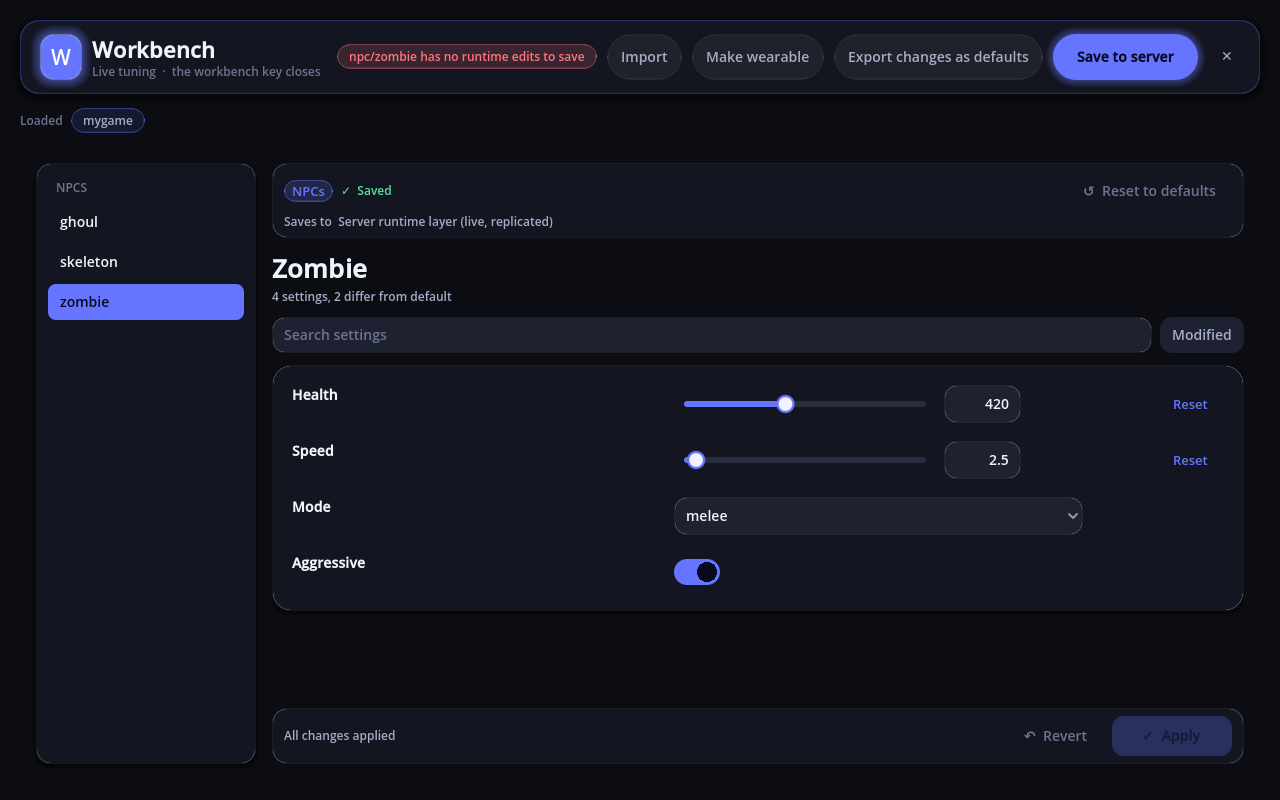 W
Workbench
Live tuning · the workbench key closes
npc/zombie has no runtime edits to save
Import
Make wearable
Export changes as defaults
Save to server
×
Loaded
mygame
NPCS
ghoul
skeleton
zombie
NPCs
✓ Saved
↺ Reset to defaults
Saves to Server runtime layer (live, replicated)
Zombie
4 settings, 2 differ from default
Search settings
Modified
Health
420
Reset
Speed
2.5
Reset
Mode
melee
Aggressive
All changes applied
↶ Revert
✓ Apply